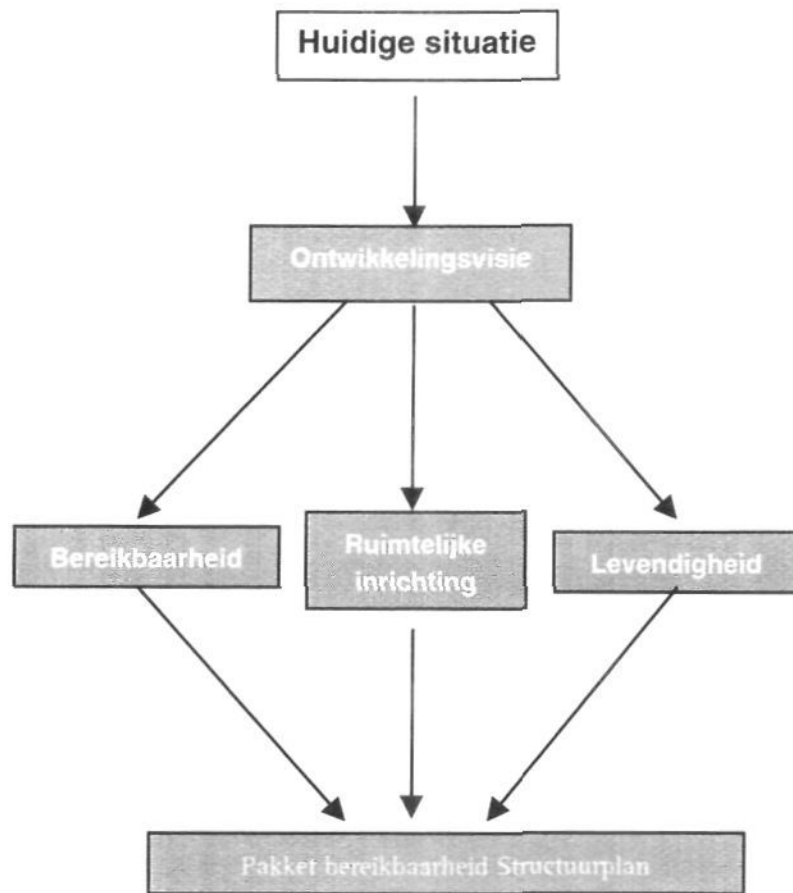 Huidige situatie
Ontwikkelingsvisie
Bereikbaarheid
Ruimtelijke
inrichting
Levendigheid
Pakket bereikbaarheid Structuurplan